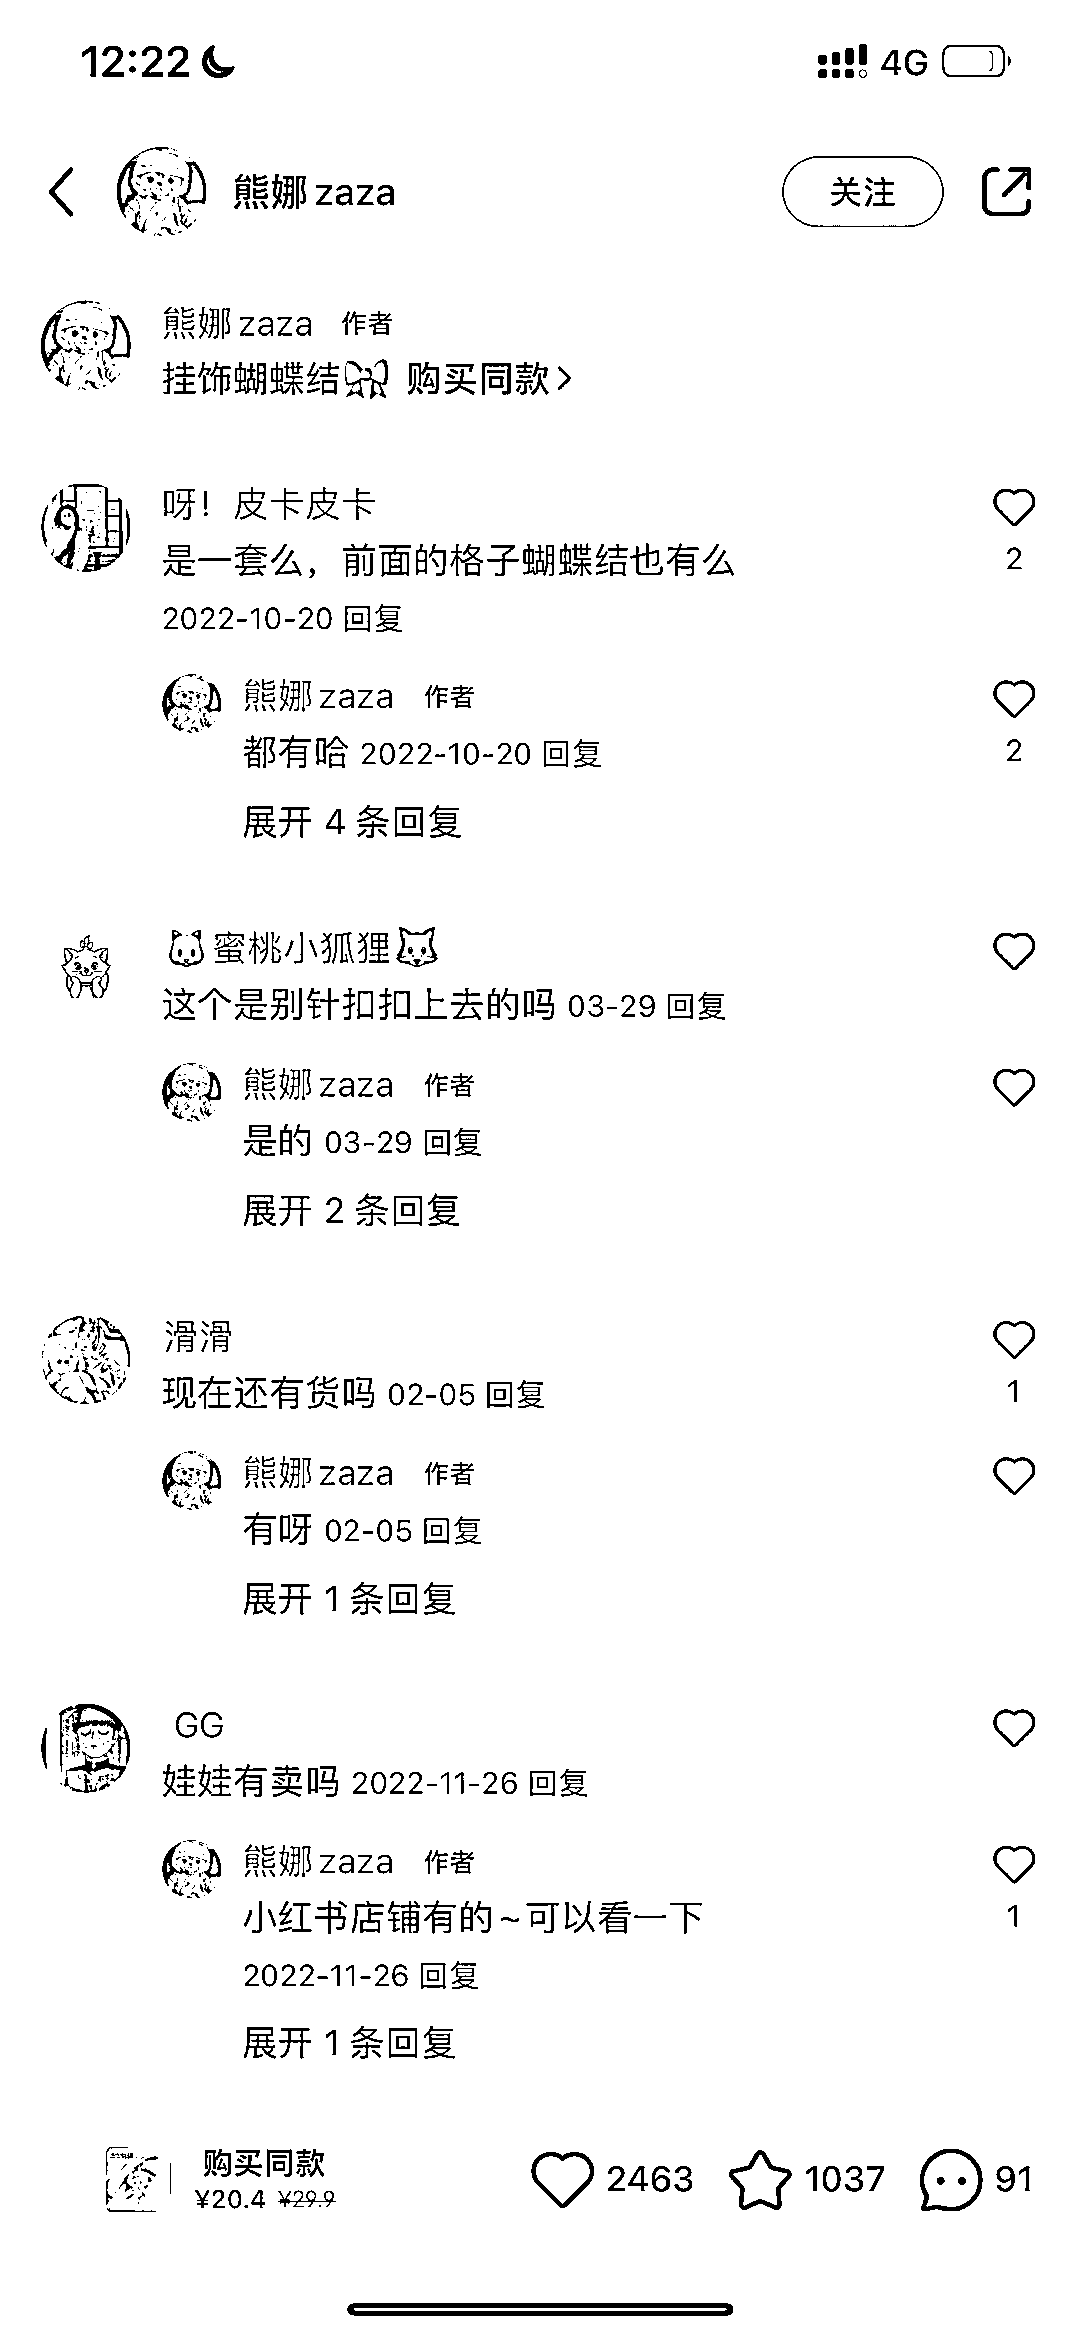 12:22 4G
熊娜zaza 关注
熊娜zaza 作者
挂饰蝴蝶结🎀 购买同款>
呀！皮卡皮卡
是一套么，前面的格子蝴蝶结也有么 2
2022-10-20 回复
熊娜zaza 作者
都有哈 2022-10-20 回复 2
展开 4 条回复
🐹蜜桃小狐狸🦊
这个是别针扣扣上去的吗 03-29 回复
熊娜zaza 作者
是的 03-29 回复
展开 2 条回复
滑滑
现在还有货吗 02-05 回复 1
熊娜zaza 作者
有呀 02-05 回复
展开 1 条回复
GG
娃娃有卖吗 2022-11-26 回复
熊娜zaza 作者
小红书店铺有的~可以看一下 1
2022-11-26 回复
展开 1 条回复
购买同款 2463 1037 91
¥20.4 ¥29.9